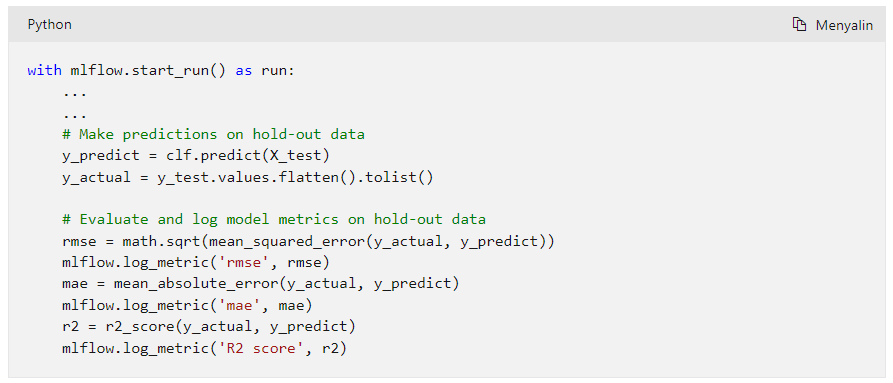 Python
Menyalin
with mlflow.start_run() as run:
    ...
    ...
    # Make predictions on hold-out data
    y_predict = clf.predict(X_test)
    y_actual = y_test.values.flatten().tolist()

    # Evaluate and log model metrics on hold-out data
    rmse = math.sqrt(mean_squared_error(y_actual, y_predict))
    mlflow.log_metric('rmse', rmse)
    mae = mean_absolute_error(y_actual, y_predict)
    mlflow.log_metric('mae', mae)
    r2 = r2_score(y_actual, y_predict)
    mlflow.log_metric('R2 score', r2)